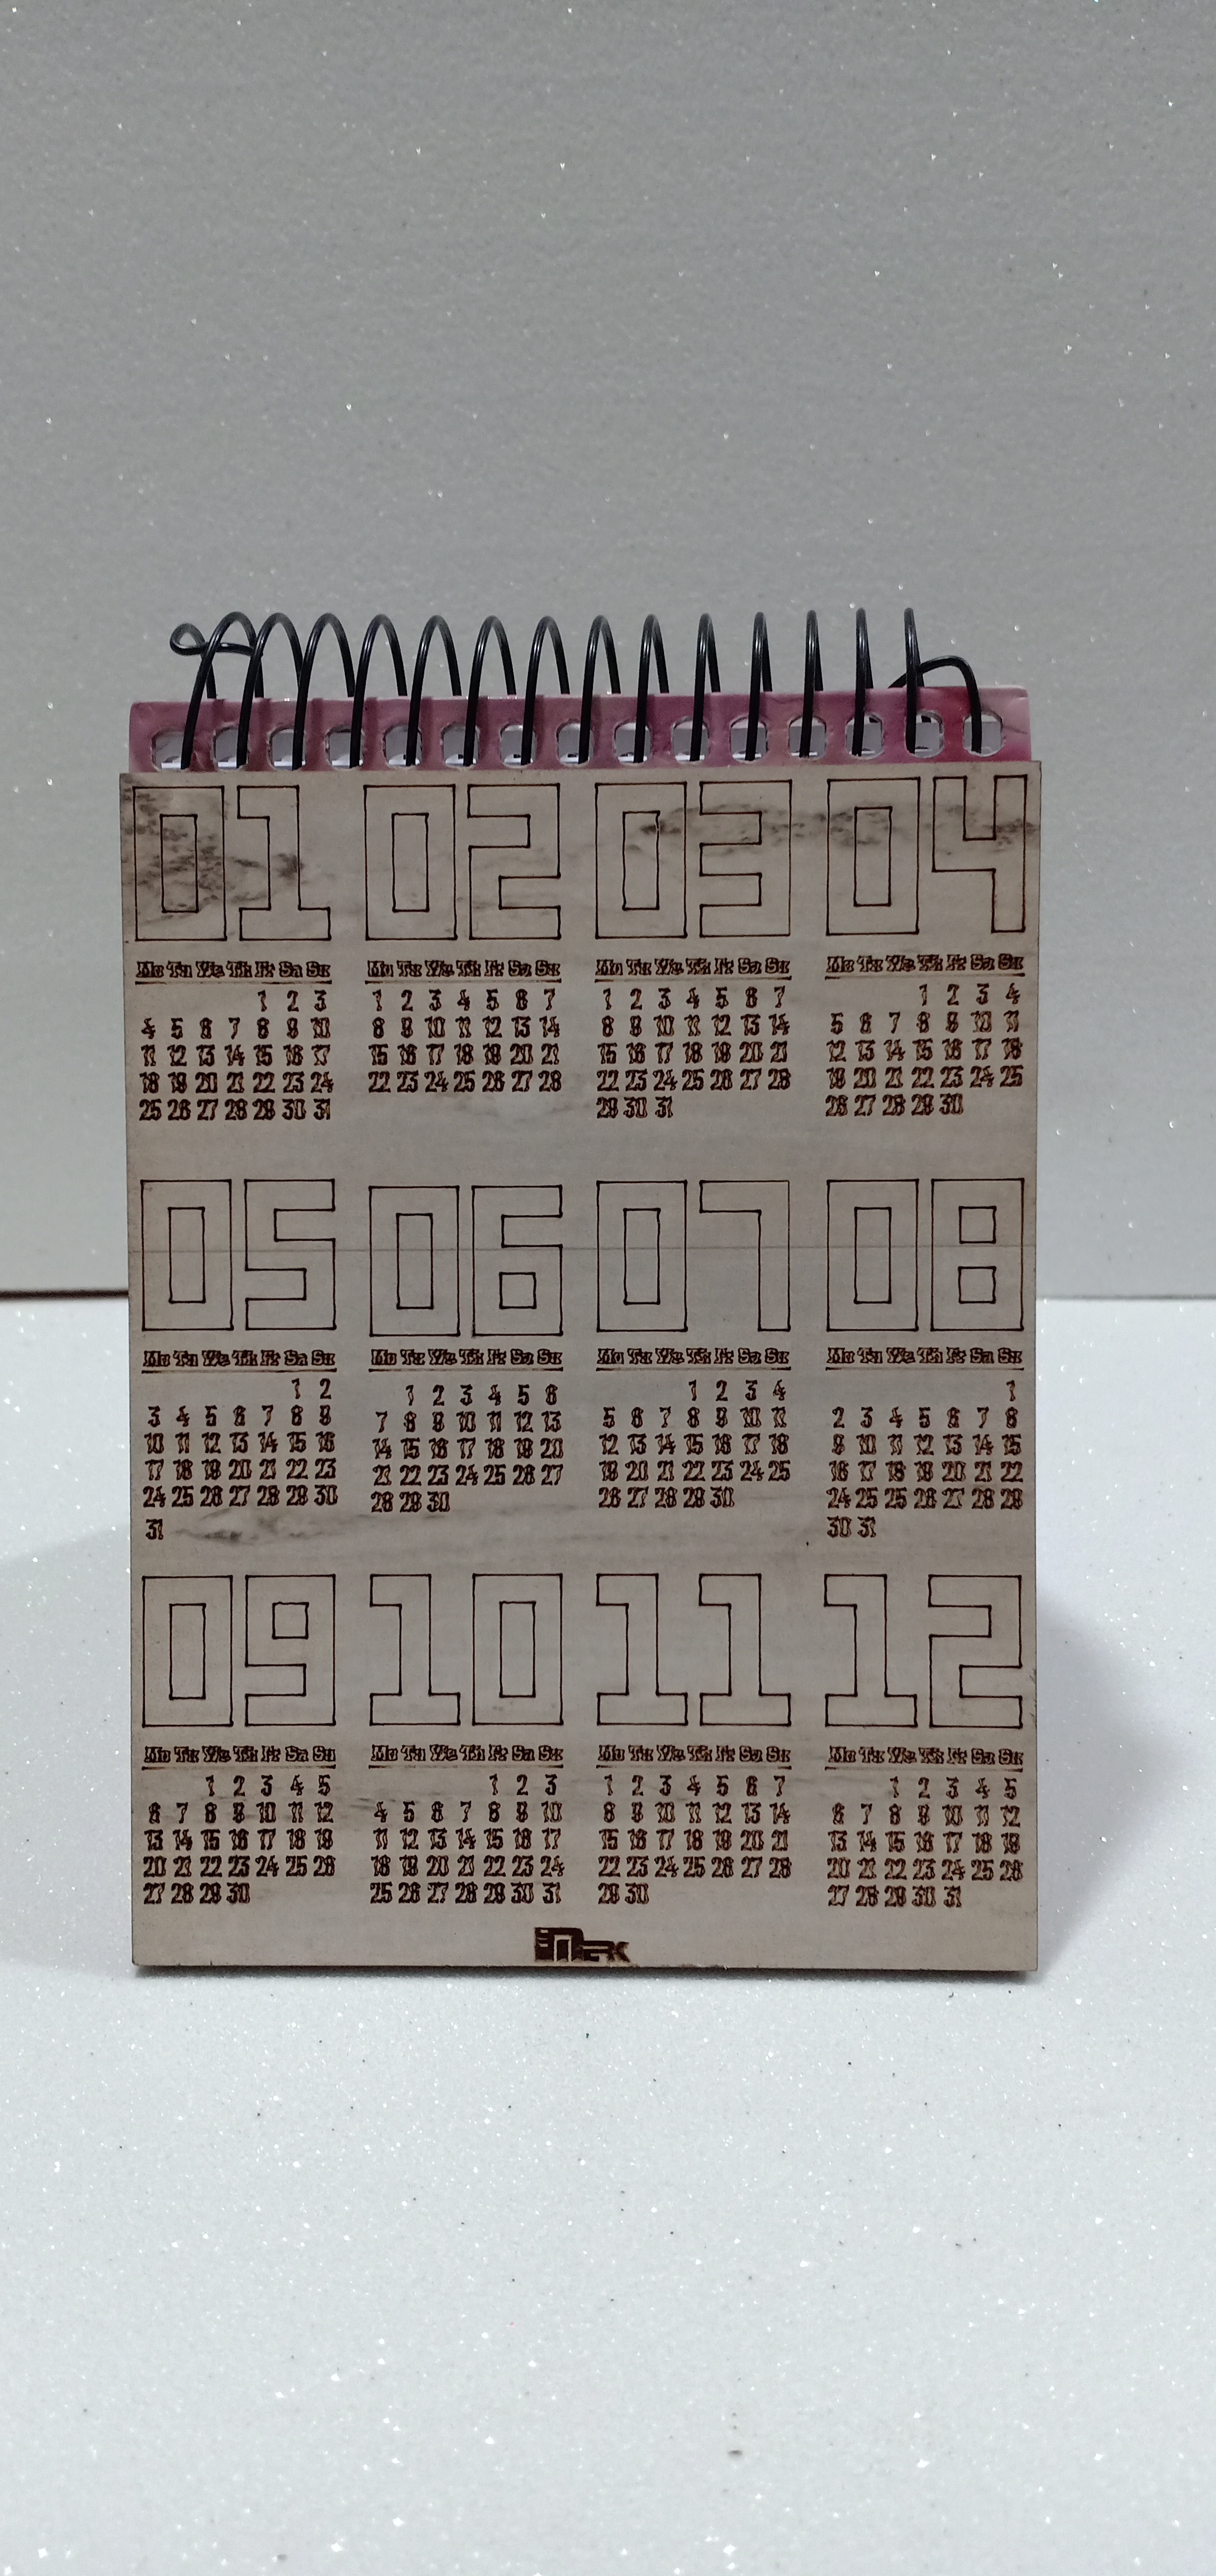 01
Mo Tu We Th Fr Sa Su
1 2 3
4 5 6 7 8 9 10
11 12 13 14 15 16 17
18 19 20 21 22 23 24
25 26 27 28 29 30 31
02
Mo Tu We Th Fr Sa Su
1 2 3 4 5 6 7
8 9 10 11 12 13 14
15 16 17 18 19 20 21
22 23 24 25 26 27 28
03
Mo Tu We Th Fr Sa Su
1 2 3 4 5 6 7
8 9 10 11 12 13 14
15 16 17 18 19 20 21
22 23 24 25 26 27 28
29 30 31
04
Mo Tu We Th Fr Sa Su
1 2 3 4
5 6 7 8 9 10 11
12 13 14 15 16 17 18
19 20 21 22 23 24 25
26 27 28 29 30
05
Mo Tu We Th Fr Sa Su
1 2
3 4 5 6 7 8 9
10 11 12 13 14 15 16
17 18 19 20 21 22 23
24 25 26 27 28 29 30
31
06
Mo Tu We Th Fr Sa Su
1 2 3 4 5 6
7 8 9 10 11 12 13
14 15 16 17 18 19 20
21 22 23 24 25 26 27
28 29 30
07
Mo Tu We Th Fr Sa Su
1 2 3 4
5 6 7 8 9 10 11
12 13 14 15 16 17 18
19 20 21 22 23 24 25
26 27 28 29 30
08
Mo Tu We Th Fr Sa Su
1
2 3 4 5 6 7 8
9 10 11 12 13 14 15
16 17 18 19 20 21 22
24 25 25 26 27 28 29
30 31
09
Mo Tu We Th Fr Sa Su
1 2 3 4 5
6 7 8 9 10 11 12
13 14 15 16 17 18 19
20 21 22 23 24 25 26
27 28 29 30
10
Mo Tu We Th Fr Sa Su
1 2 3
4 5 6 7 8 9 10
11 12 13 14 15 16 17
18 19 20 21 22 23 24
25 26 27 28 29 30 31
11
Mo Tu We Th Fr Sa Su
1 2 3 4 5 6 7
8 9 10 11 12 13 14
15 16 17 18 19 20 21
22 23 24 25 26 27 28
29 30
12
Mo Tu We Th Fr Sa Su
1 2 3 4 5
6 7 8 9 10 11 12
13 14 15 16 17 18 19
20 21 22 23 24 25 26
27 28 29 30 31